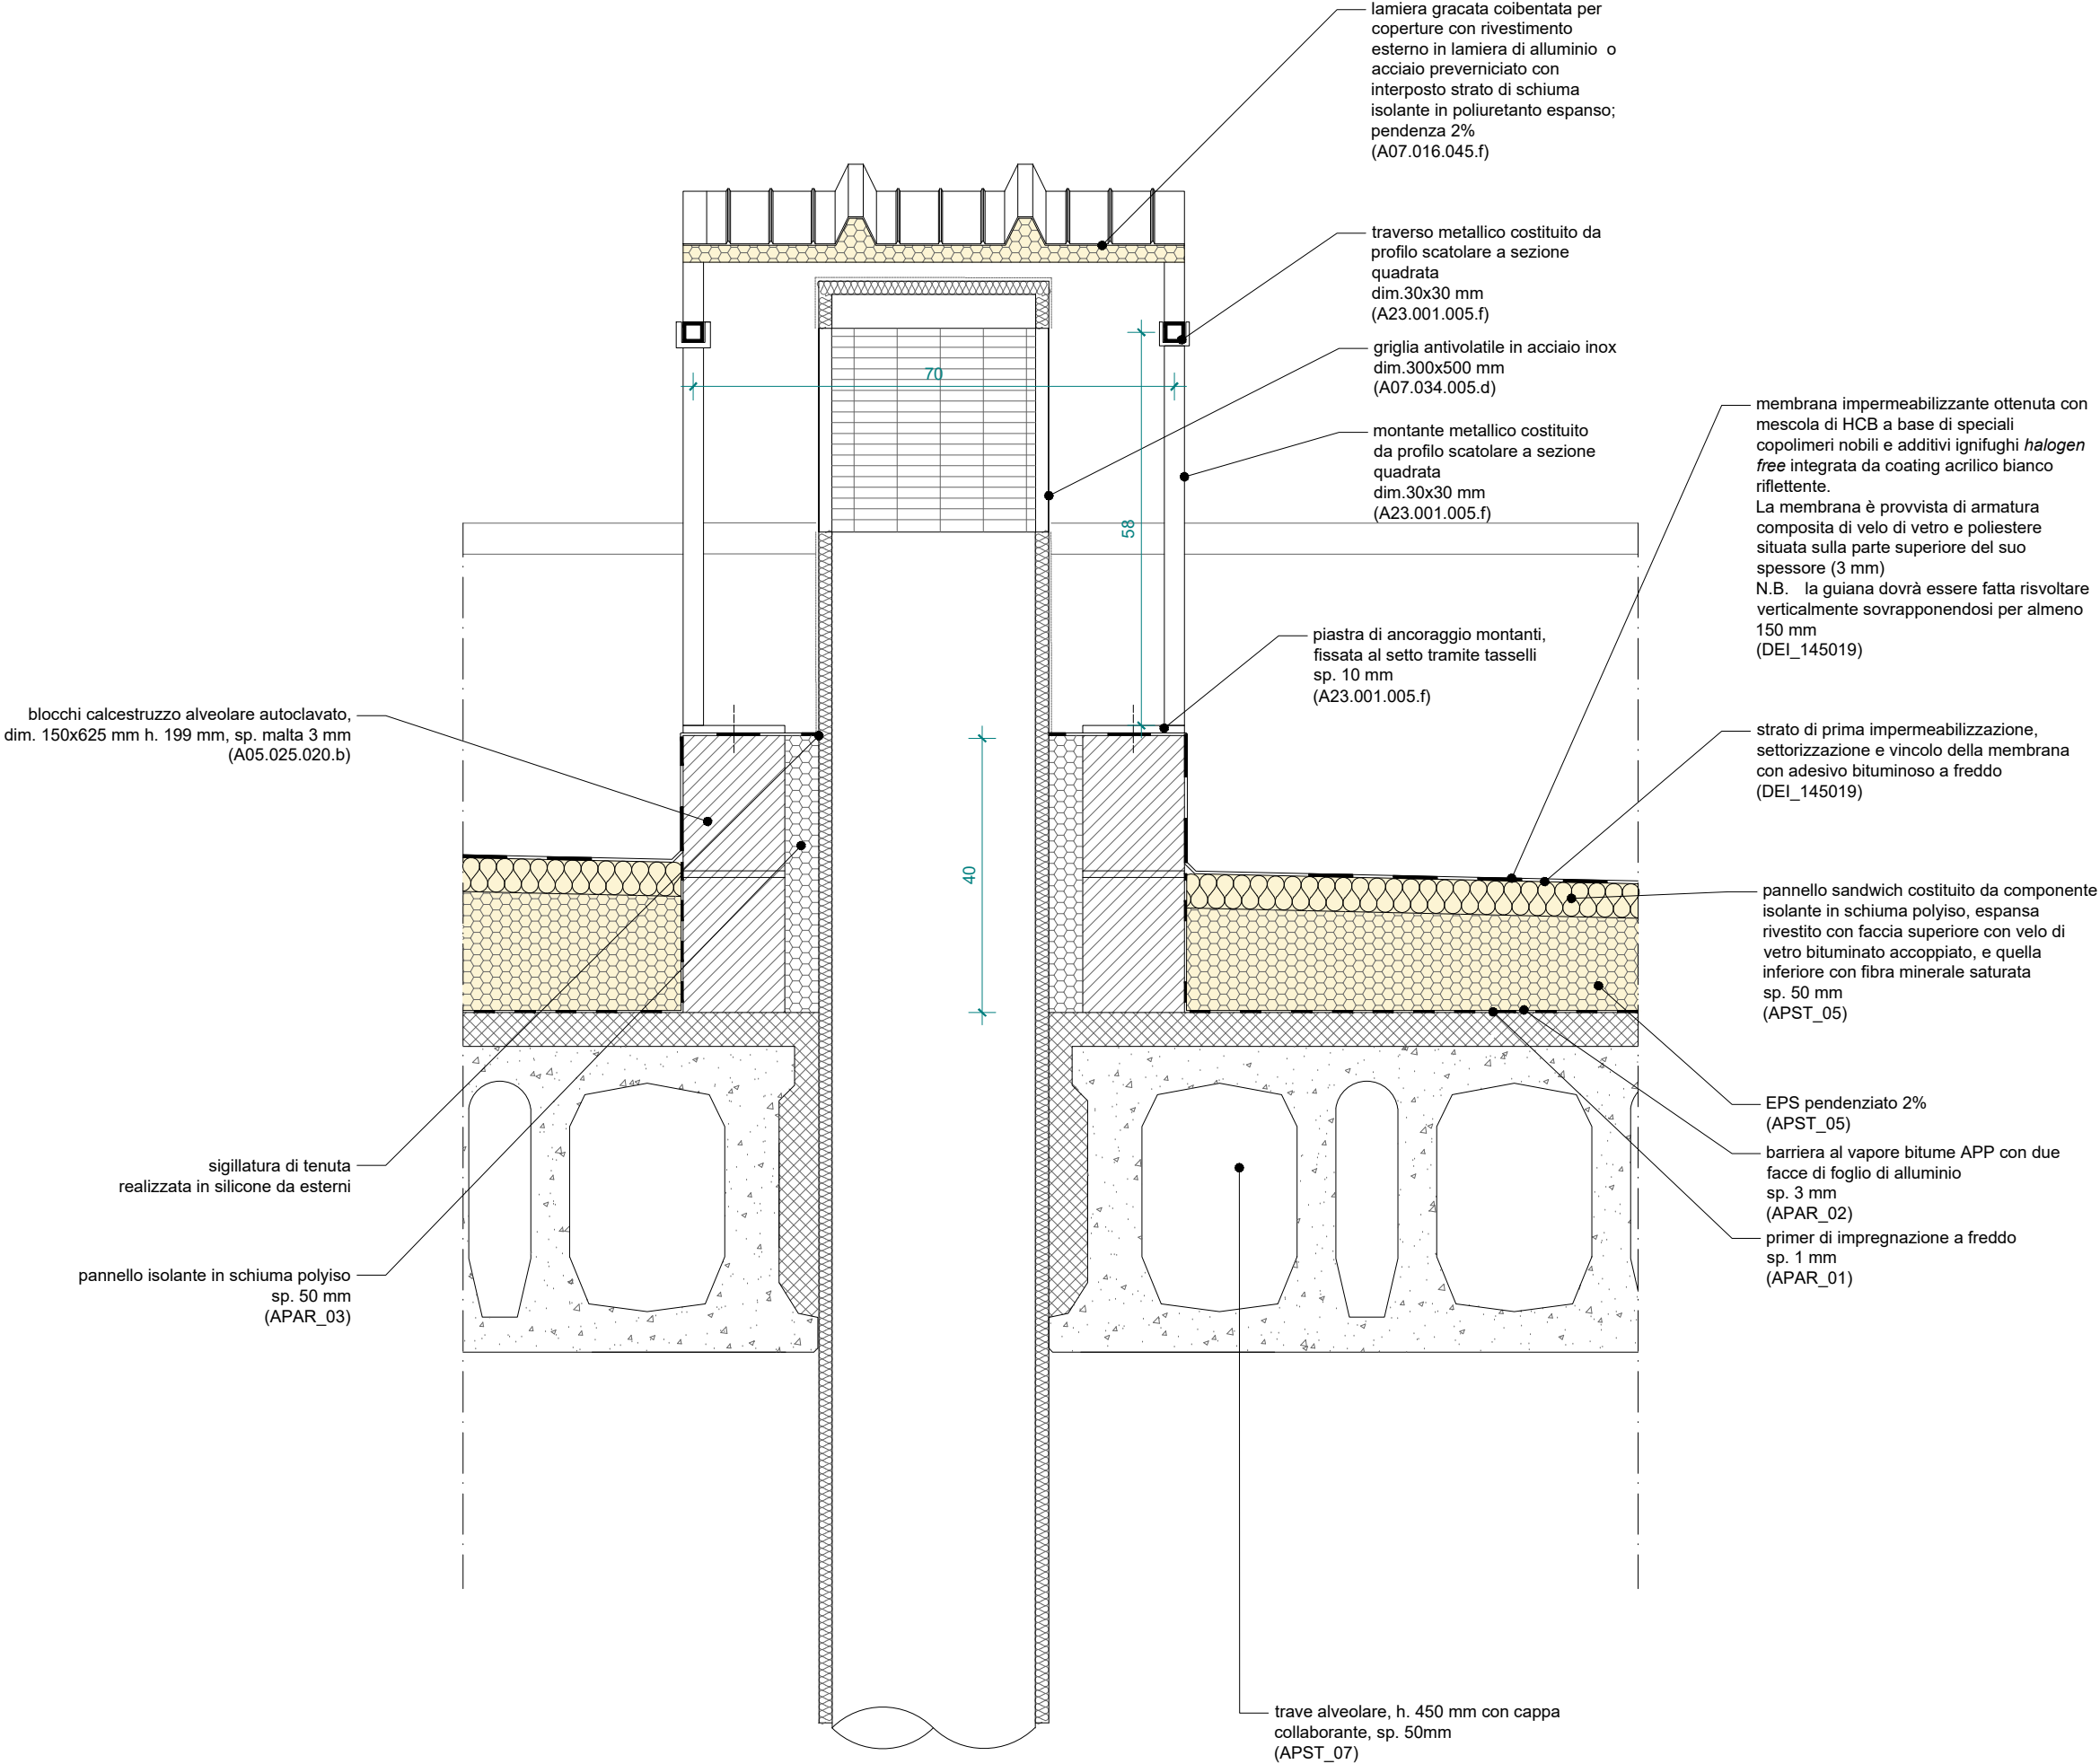 lamiera gracata coibentata per
coperture con rivestimento
esterno in lamiera di alluminio o
acciaio preverniciato con
interposto strato di schiuma
isolante in poliuretanto espanso;
pendenza 2%
(A07.016.045.f)
traverso metallico costituito da
profilo scatolare a sezione
quadrata
dim.30x30 mm
(A23.001.005.f)
griglia antivolatile in acciaio inox
dim.300x500 mm
(A07.034.005.d)
montante metallico costituito
da profilo scatolare a sezione
quadrata
dim.30x30 mm
(A23.001.005.f)
70
58
40
membrana impermeabilizzante ottenuta con
mescola di HCB a base di speciali
copolimeri nobili e additivi ignifughi halogen
free integrata da coating acrilico bianco
riflettente.
La membrana è provvista di armatura
composita di velo di vetro e poliestere
situata sulla parte superiore del suo
spessore (3 mm)
N.B. la guiana dovrà essere fatta risvoltare
verticalmente sovrapponendosi per almeno
150 mm
(DEI_145019)
piastra di ancoraggio montanti,
fissata al setto tramite tasselli
sp. 10 mm
(A23.001.005.f)
blocchi calcestruzzo alveolare autoclavato,
dim. 150x625 mm h. 199 mm, sp. malta 3 mm
(A05.025.020.b)
strato di prima impermeabilizzazione,
settorizzazione e vincolo della membrana
con adesivo bituminoso a freddo
(DEI_145019)
pannello sandwich costituito da componente
isolante in schiuma polyiso, espansa
rivestito con faccia superiore con velo di
vetro bituminato accoppiato, e quella
inferiore con fibra minerale saturata
sp. 50 mm
(APST_05)
EPS pendenziato 2%
(APST_05)
barriera al vapore bitume APP con due
facce di foglio di alluminio
sp. 3 mm
(APAR_02)
primer di impregnazione a freddo
sp. 1 mm
(APAR_01)
sigillatura di tenuta
realizzata in silicone da esterni
pannello isolante in schiuma polyiso
sp. 50 mm
(APAR_03)
trave alveolare, h. 450 mm con cappa
collaborante, sp. 50mm
(APST_07)